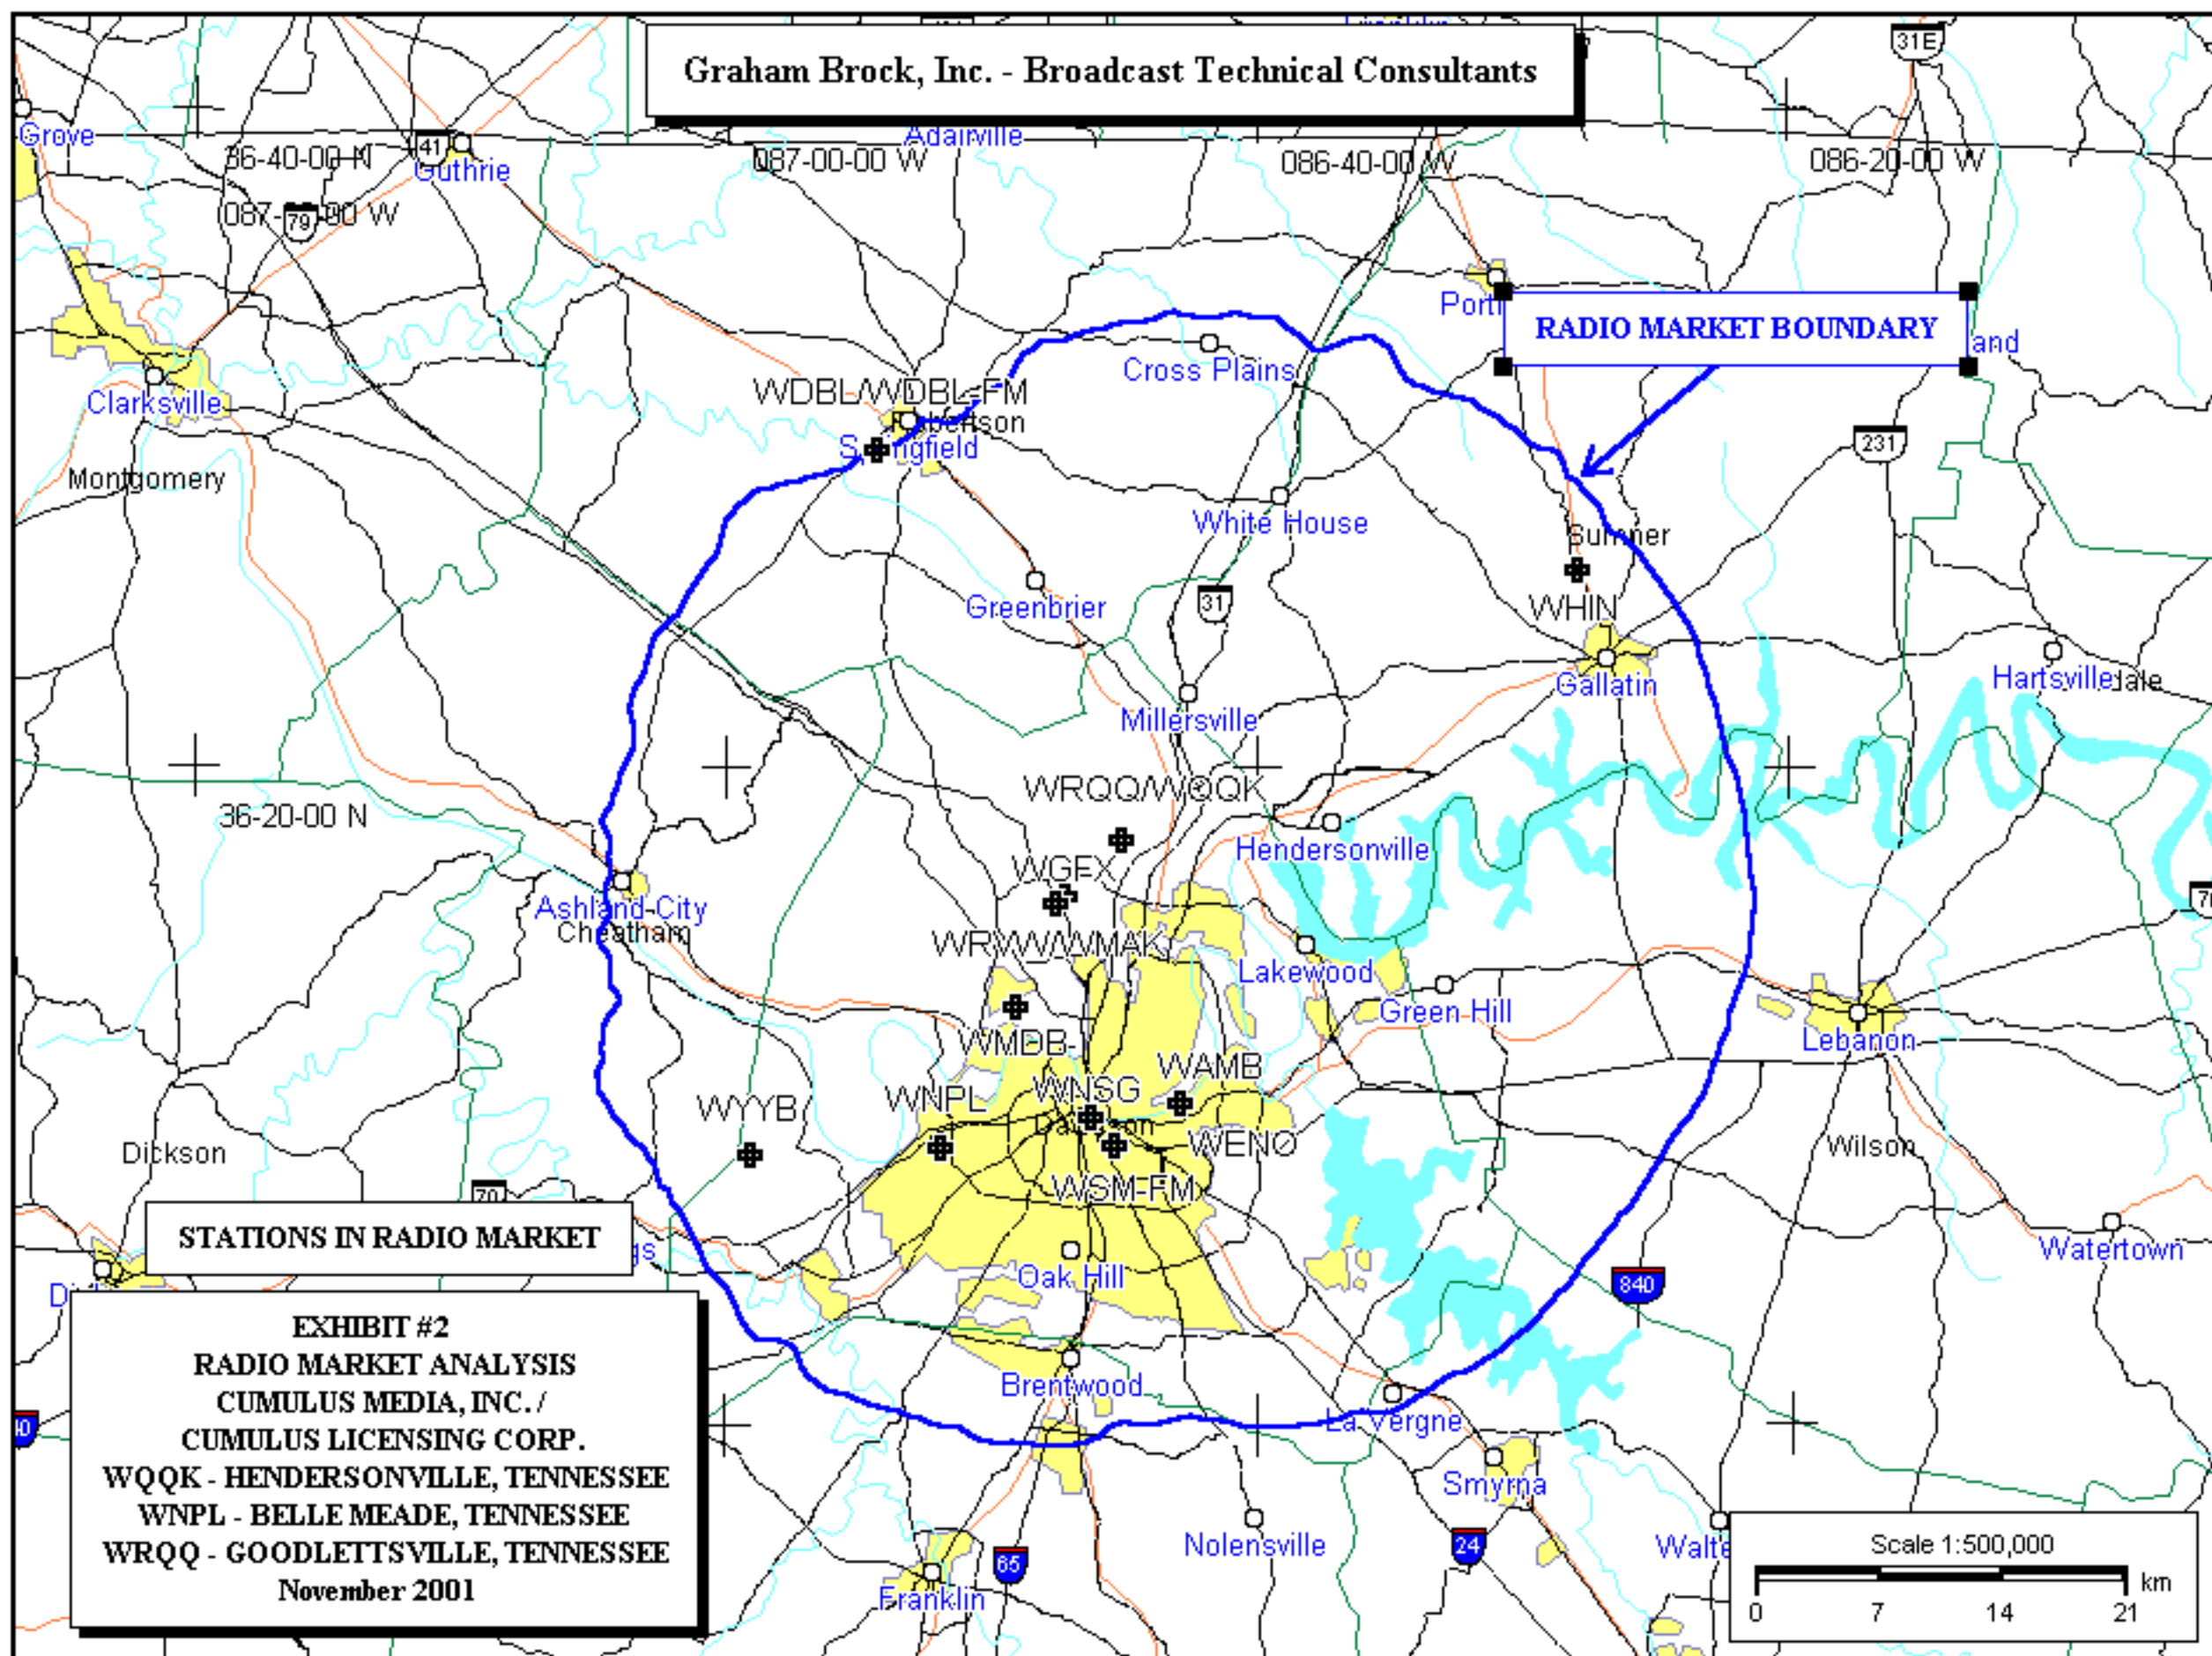 Graham Brock, Inc. - Broadcast Technical Consultants
31E
Grove
41
Guthrie
Adairville
36-40-00 N
087-00-00 W
086-40-00 W
086-20-00 W
79
RADIO MARKET BOUNDARY
Cross Plains
Clarksville
WDBL/WDBL-FM
Springfield
231
Montgomery
White House
Sumner
Greenbrier
31
WHIN
Gallatin
Hartsville
Millersville
WRQQ/WQQK
36-20-00 N
Hendersonville
WGFX
Ashland City
Cheatham
WRVW/WMAK
Lakewood
Green Hill
Lebanon
WMDB
WAMB
WNSG
WNPL
WYYB
WENO
Dickson
Wilson
70
WSM-FM
STATIONS IN RADIO MARKET
Oak Hill
Watertown
840
EXHIBIT #2
RADIO MARKET ANALYSIS
CUMULUS MEDIA, INC. /
CUMULUS LICENSING CORP.
WQQK - HENDERSONVILLE, TENNESSEE
WNPL - BELLE MEADE, TENNESSEE
WRQQ - GOODLETTSVILLE, TENNESSEE
November 2001
Brentwood
La Vergne
Smyrna
Nolensville
65
24
Franklin
Scale 1:500,000
km
0 7 14 21